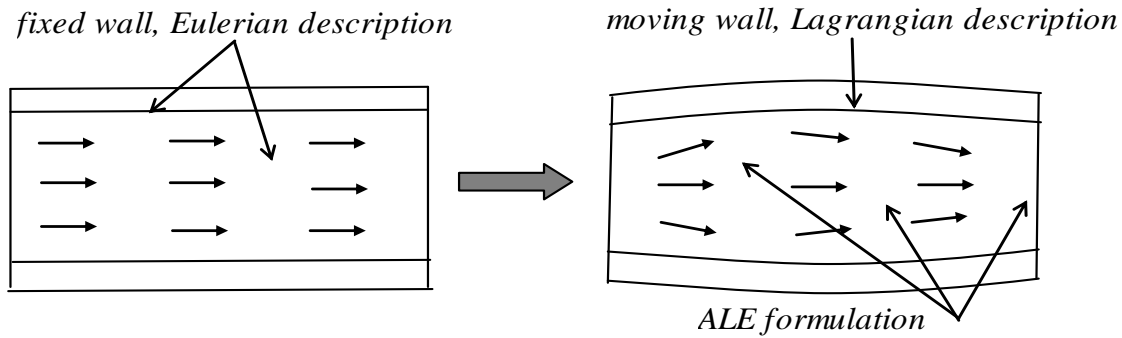 fixed wall, Eulerian description
moving wall, Lagrangian description
ALE formulation